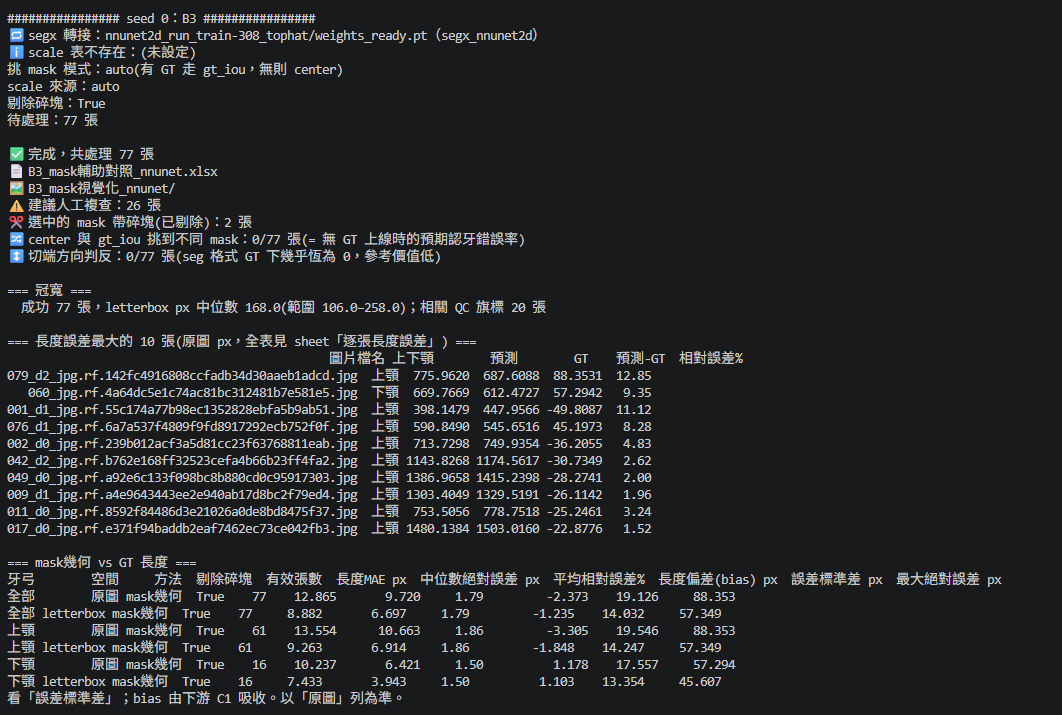 ################ seed 0：B3 ################
🔁 segx 轉接：nnunet2d_run_train-308_tophat/weights_ready.pt（segx_nnunet2d）
ℹ️ scale 表不存在：(未設定)
挑 mask 模式：auto(有 GT 走 gt_iou，無則 center)
scale 來源：auto
剔除碎塊：True
待處理：77 張
✅ 完成，共處理 77 張
📄 B3_mask輔助對照_nnunet.xlsx
🖼️ B3_mask視覺化_nnunet/
⚠️ 建議人工複查：26 張
✂️ 選中的 mask 帶碎塊(已剔除)：2 張
🔀 center 與 gt_iou 挑到不同 mask：0/77 張(= 無 GT 上線時的預期認牙錯誤率)
↕️ 切端方向判反：0/77 張(seg 格式 GT 下幾乎恆為 0，參考價值低)
=== 冠寬 ===
成功 77 張，letterbox px 中位數 168.0(範圍 106.0–258.0)；相關 QC 旗標 20 張
=== 長度誤差最大的 10 張(原圖 px，全表見 sheet「逐張長度誤差」) ===
圖片檔名 上下顎 預測 GT 預測-GT 相對誤差%
079_d2_jpg.rf.142fc4916808ccfadb34d30aaeb1adcd.jpg 上顎 775.9620 687.6088 88.3531 12.85
060_jpg.rf.4a64dc5e1c74ac81bc312481b7e581e5.jpg 下顎 669.7669 612.4727 57.2942 9.35
001_d1_jpg.rf.55c174a77b98ec1352828ebfa5b9ab51.jpg 上顎 398.1479 447.9566 -49.8087 11.12
076_d1_jpg.rf.6a7a537f4809f9fd8917292ecb752f0f.jpg 上顎 590.8490 545.6516 45.1973 8.28
002_d0_jpg.rf.239b012acf3a5d81cc23f63768811eab.jpg 上顎 713.7298 749.9354 -36.2055 4.83
042_d2_jpg.rf.b762e168ff32523cefa4b66b23ff4fa2.jpg 上顎 1143.8268 1174.5617 -30.7349 2.62
049_d0_jpg.rf.a92e6c133f098bc8b880cd0c95917303.jpg 上顎 1386.9658 1415.2398 -28.2741 2.00
009_d1_jpg.rf.a4e9643443ee2e940ab17d8bc2f79ed4.jpg 上顎 1303.4049 1329.5191 -26.1142 1.96
011_d0_jpg.rf.8592f84486d3e21026a0de8bd8475f37.jpg 上顎 753.5056 778.7518 -25.2461 3.24
017_d0_jpg.rf.e371f94baddb2eaf7462ec73ce042fb3.jpg 上顎 1480.1384 1503.0160 -22.8776 1.52
=== mask幾何 vs GT 長度 ===
牙弓 空間 方法 剔除碎塊 有效張數 長度MAE px 中位數絕對誤差 px 平均相對誤差% 長度偏差(bias) px 誤差標準差 px 最大絕對誤差 px
全部 原圖 mask幾何 True 77 12.865 9.720 1.79 -2.373 19.126 88.353
全部 letterbox mask幾何 True 77 8.882 6.697 1.79 -1.235 14.032 57.349
上顎 原圖 mask幾何 True 61 13.554 10.663 1.86 -3.305 19.546 88.353
上顎 letterbox mask幾何 True 61 9.263 6.914 1.86 -1.848 14.247 57.349
下顎 原圖 mask幾何 True 16 10.237 6.421 1.50 1.178 17.557 57.294
下顎 letterbox mask幾何 True 16 7.433 3.943 1.50 1.103 13.354 45.607
看「誤差標準差」；bias 由下游 C1 吸收。以「原圖」列為準。